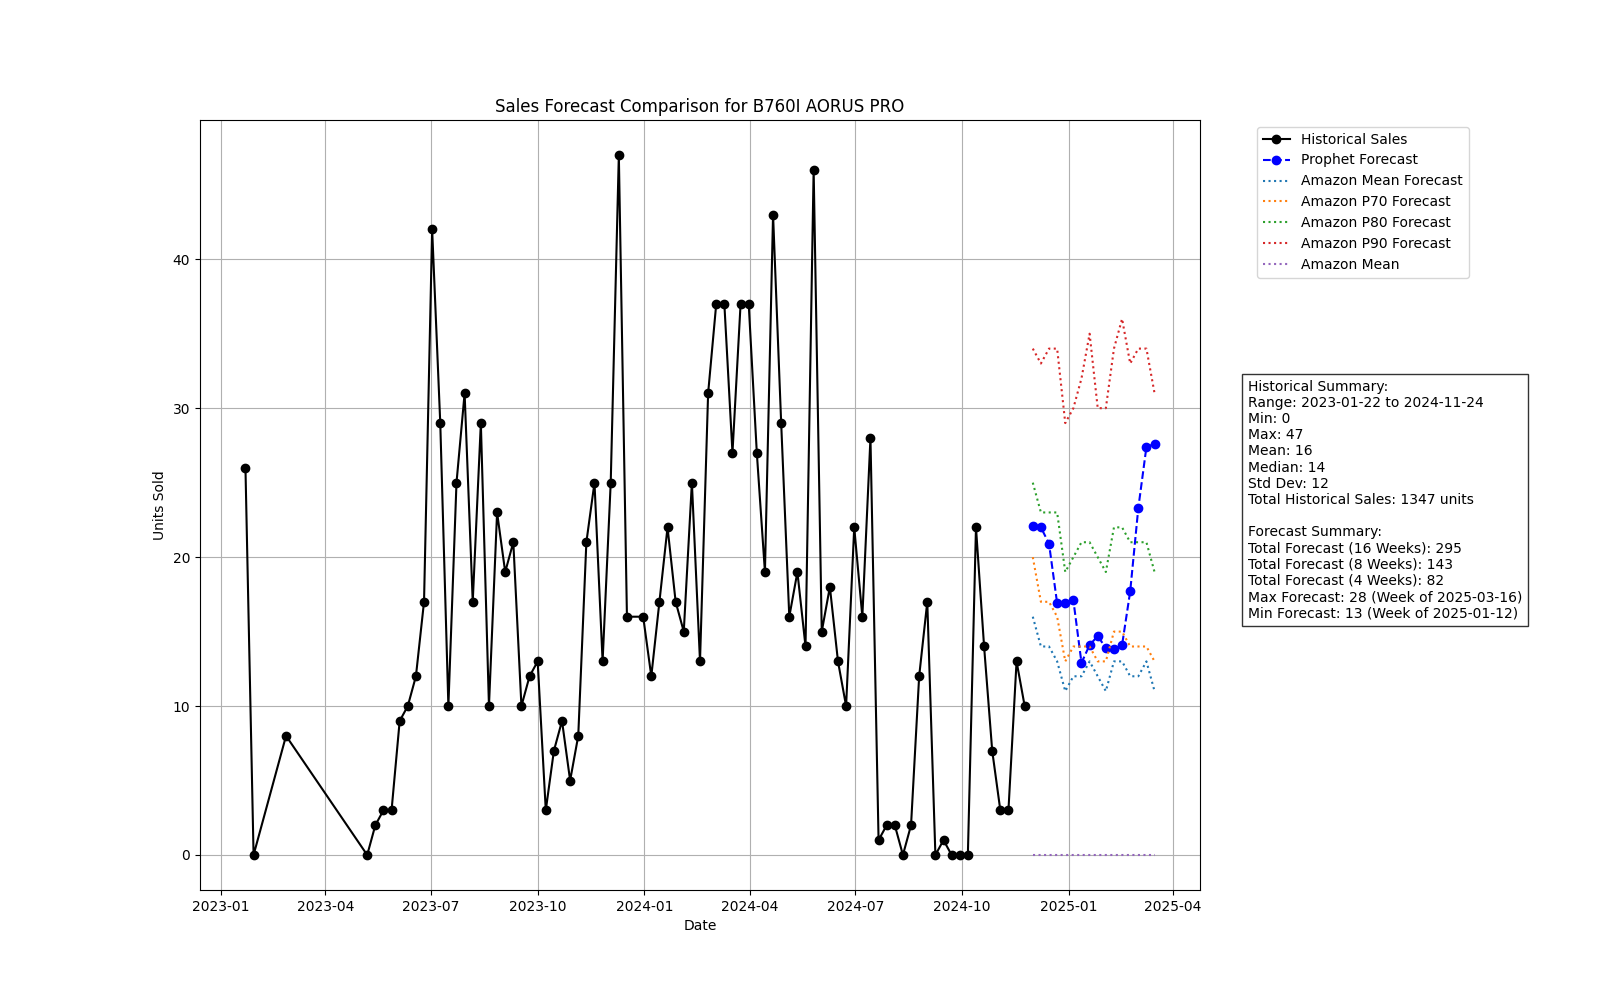 Sales Forecast Comparison for B760I AORUS PRO
Units Sold
40
30
20
10
0
2023-01
2023-04
2023-07
2023-10
2024-01
2024-04
2024-07
2024-10
2025-01
2025-04
Date
Historical Sales
Prophet Forecast
Amazon Mean Forecast
Amazon P70 Forecast
Amazon P80 Forecast
Amazon P90 Forecast
Amazon Mean
Historical Summary:
Range: 2023-01-22 to 2024-11-24
Min: 0
Max: 47
Mean: 16
Median: 14
Std Dev: 12
Total Historical Sales: 1347 units
Forecast Summary:
Total Forecast (16 Weeks): 295
Total Forecast (8 Weeks): 143
Total Forecast (4 Weeks): 82
Max Forecast: 28 (Week of 2025-03-16)
Min Forecast: 13 (Week of 2025-01-12)